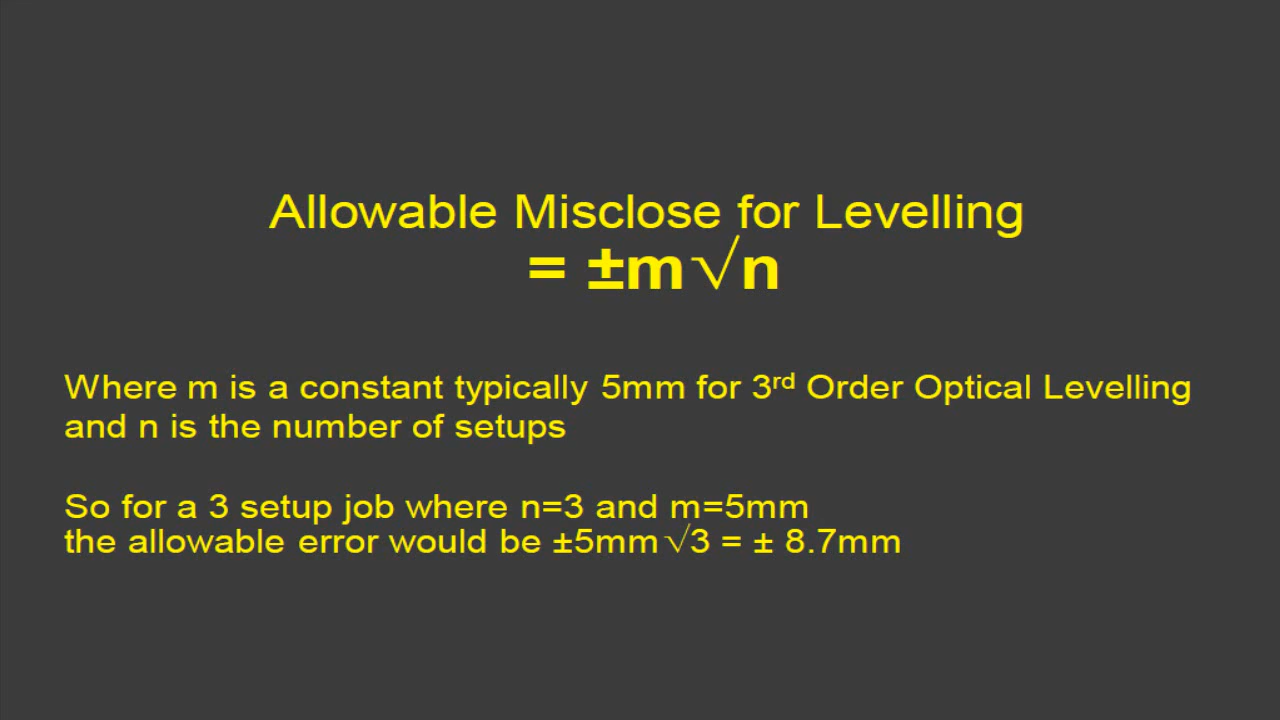 Allowable Misclose for Levelling
= ±m√n
Where m is a constant typically 5mm for 3rd Order Optical Levelling
and n is the number of setups
So for a 3 setup job where n=3 and m=5mm
the allowable error would be ±5mm√3 = ± 8.7mm